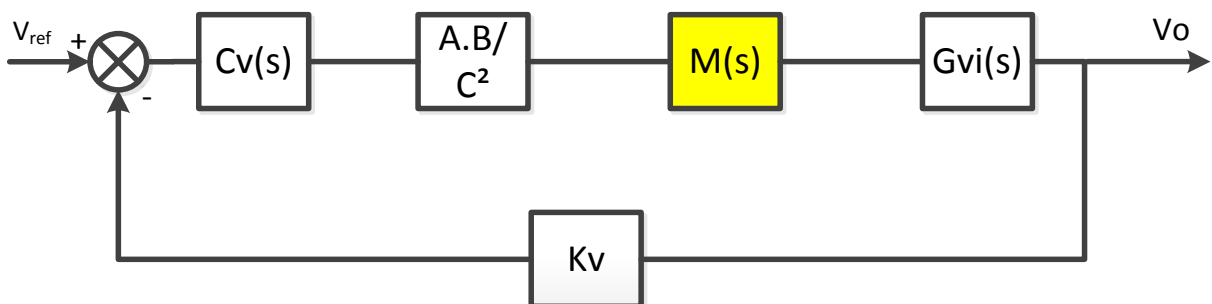 Vref
+
-
Cv(s)
A.B/
C²
M(s)
Gvi(s)
Vo
Kv